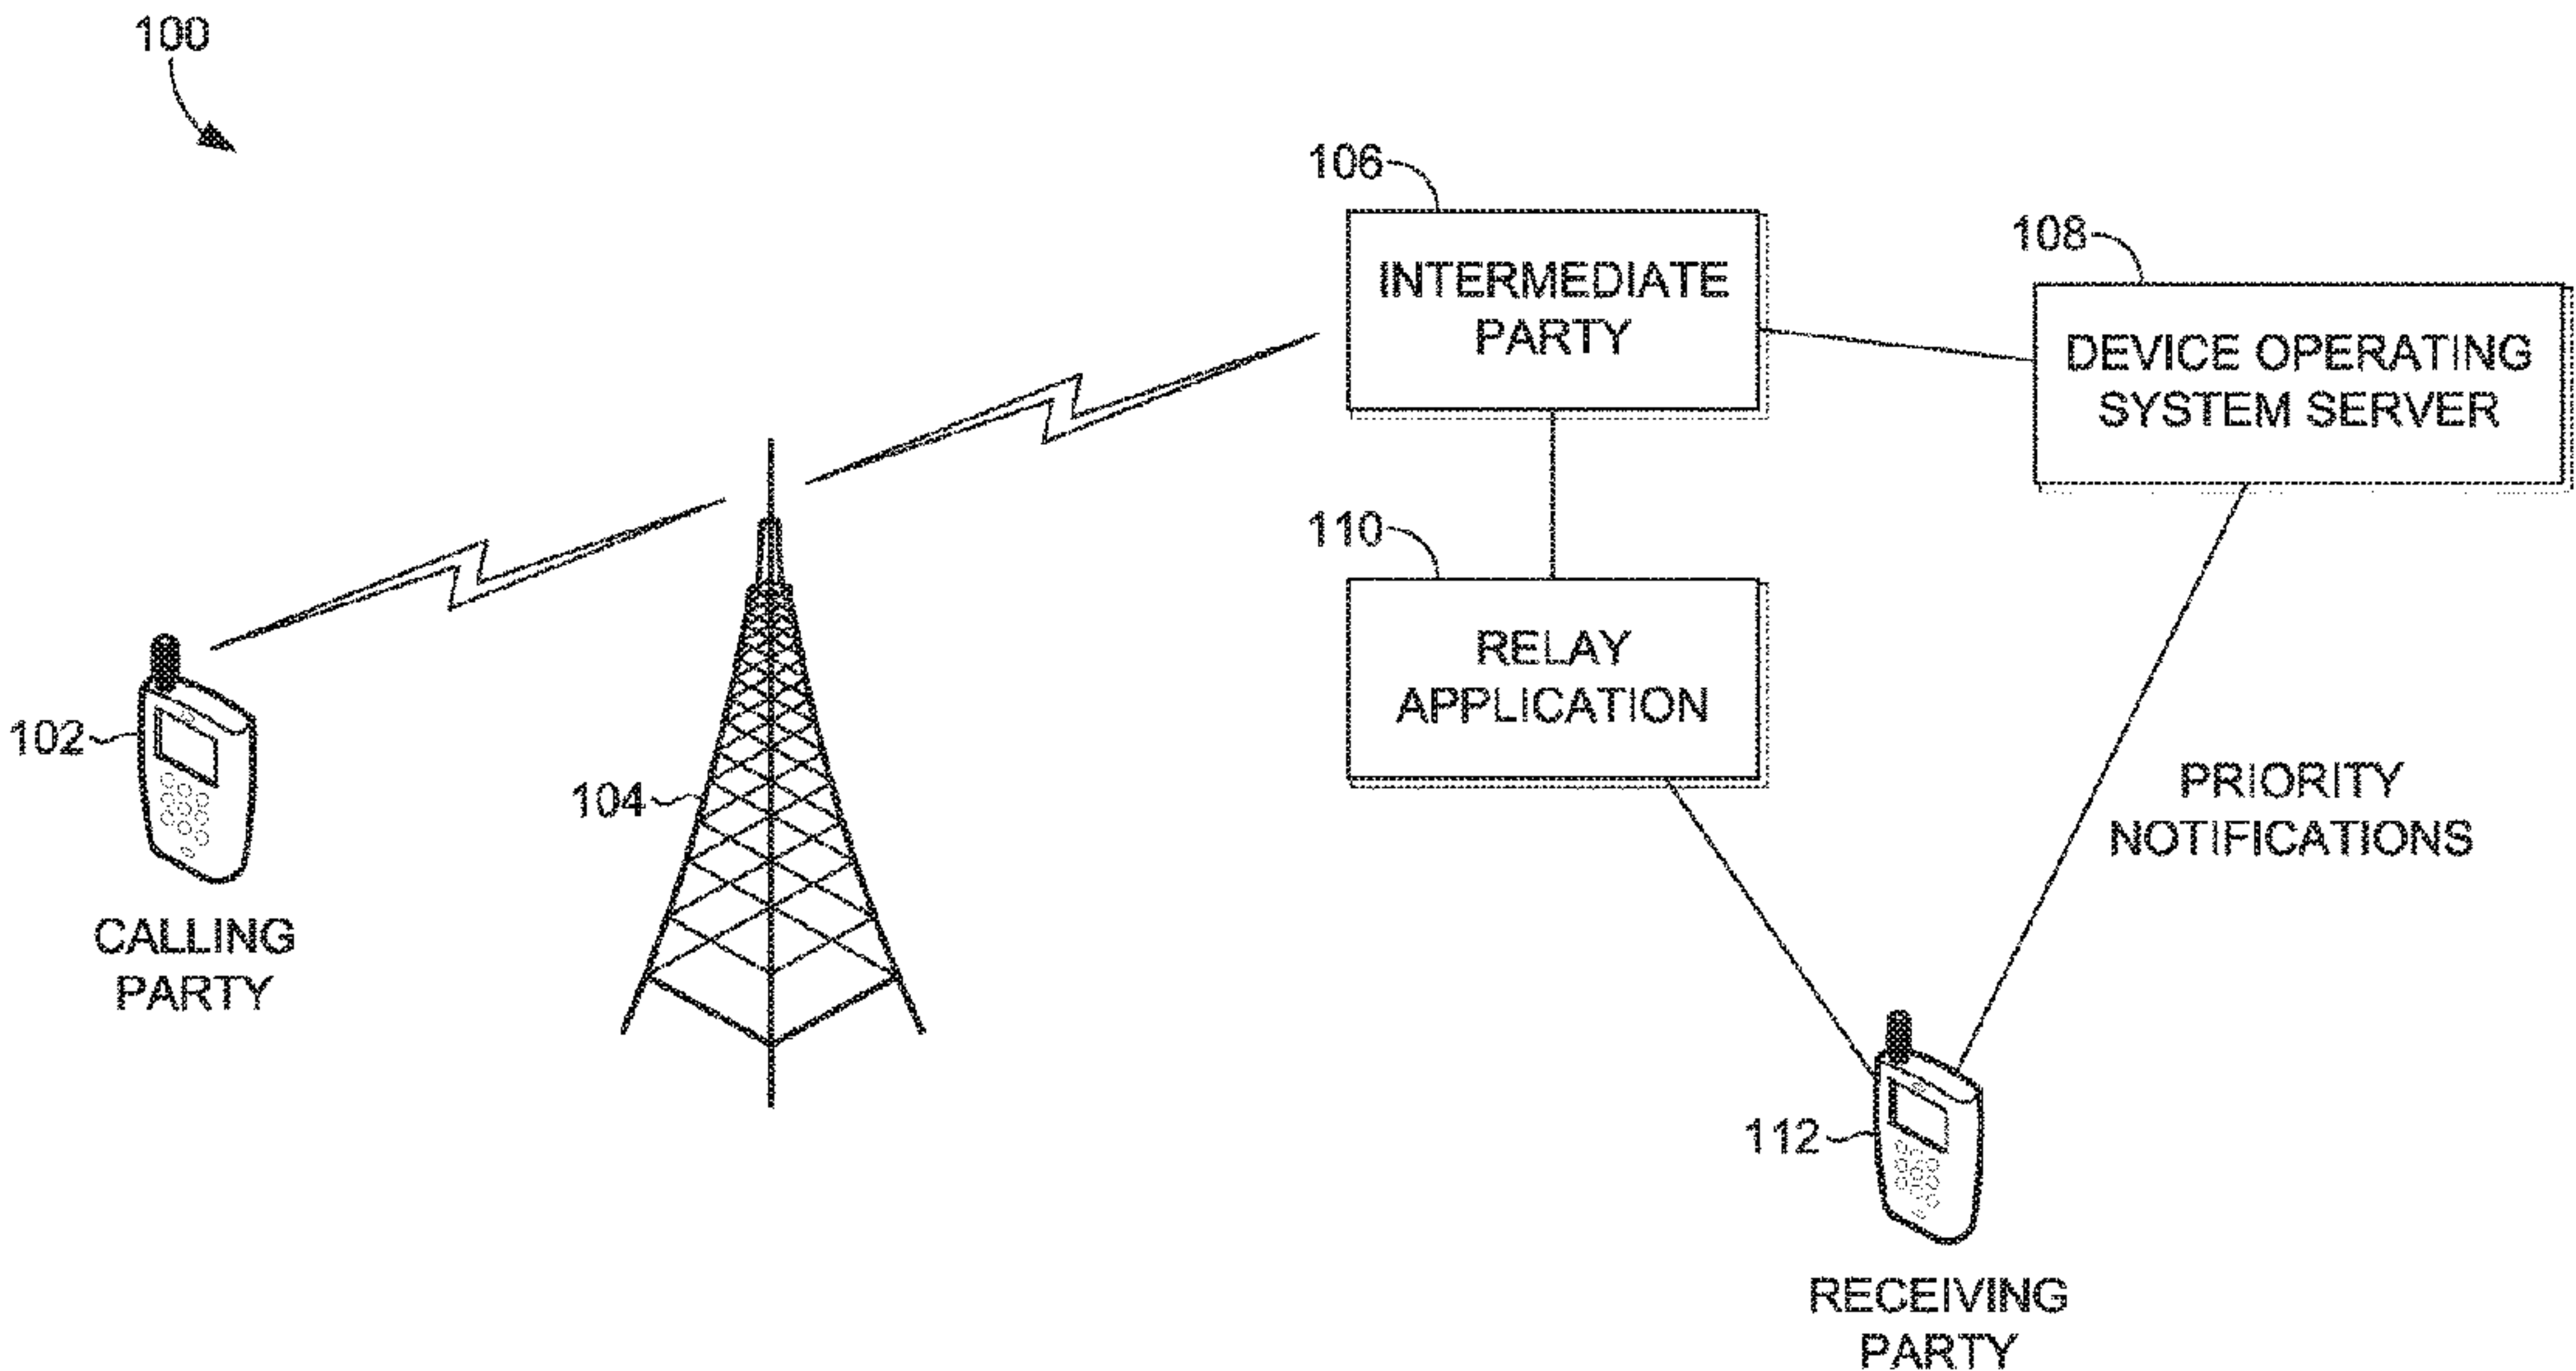 100
106
INTERMEDIATE
PARTY
108
DEVICE OPERATING
SYSTEM SERVER
110
RELAY
APPLICATION
102
CALLING
PARTY
104
PRIORITY
NOTIFICATIONS
112
RECEIVING
PARTY